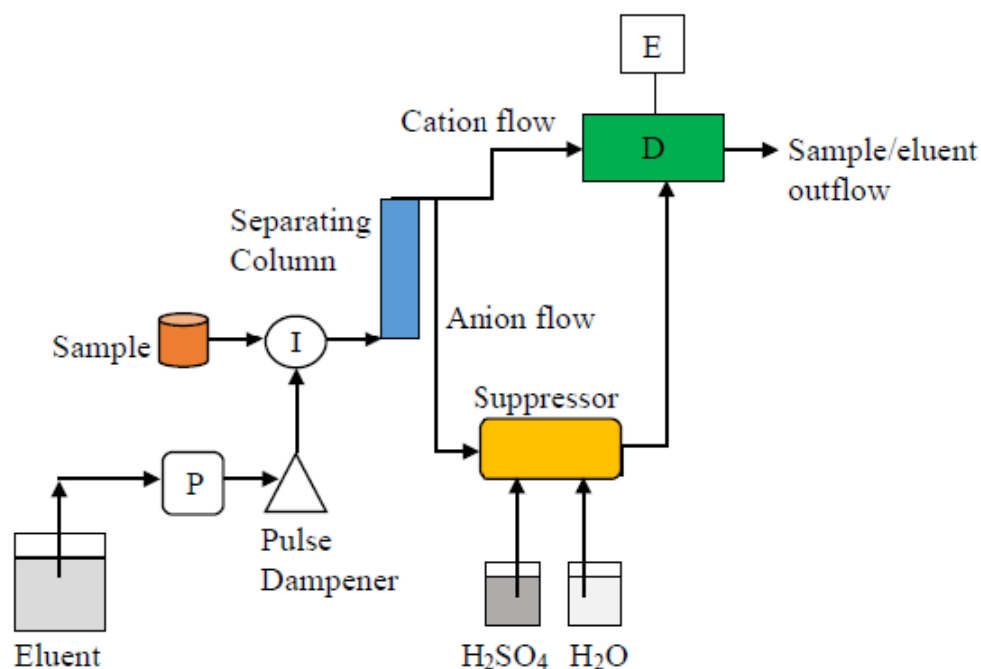 E
Cation flow
D
Sample/eluent
outflow
Separating
Column
Anion flow
Sample
I
Suppressor
P
Pulse
Dampener
Eluent
H₂SO₄
H₂O